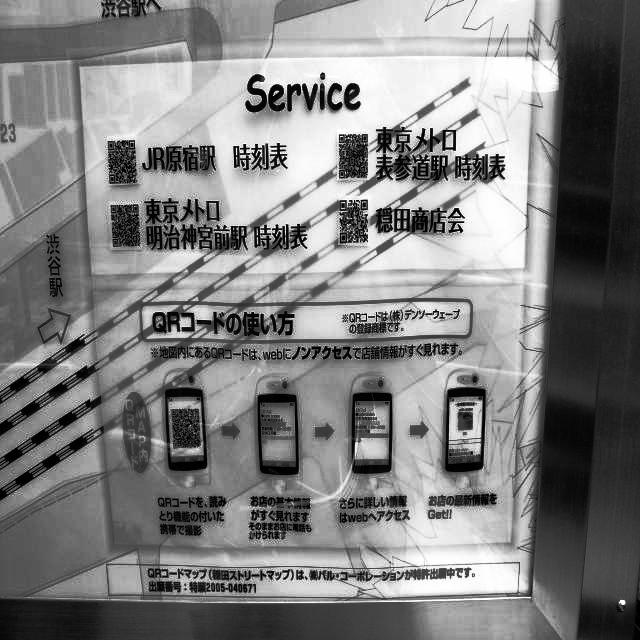 渋谷駅へ
23
Service
JR原宿駅 時刻表
東京メトロ
表参道駅 時刻表
東京メトロ
明治神宮前駅 時刻表
穏田商店会
渋谷駅
QRコードの使い方
※QRコードは(株)デンソーウェーブ
の登録商標です。
※地図内にあるQRコードは、webにノンアクセスで店舗情報がすぐ見れます。
QRコードを、読み
とり機能の付いた
携帯で撮影
お店の基本情報
がすぐ見れます
そのままお店に電話も
かけられます
さらに詳しい情報
はwebへアクセス
お店の最新情報を
Get!!
QRコードマップ(穏田ストリートマップ)は、㈱パル・コーポレーションが特許出願中です。
出願番号：特願2005-040671